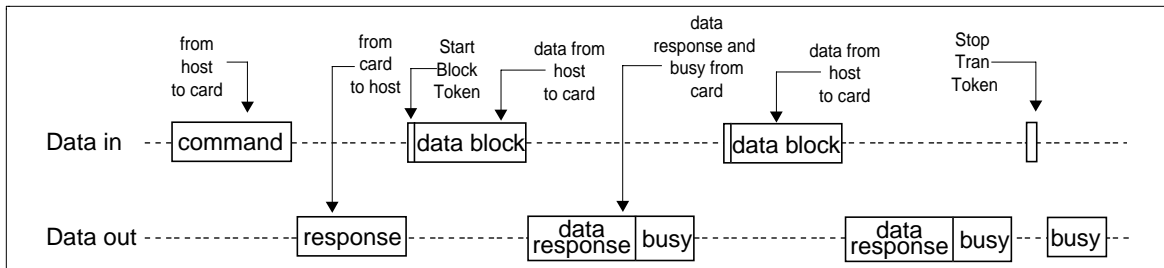 from
host
to card
from
card
to host
Start
Block
Token
data from
host
to card
data
response and
busy from
card
data from
host
to card
Stop
Tran
Token
Data in
command
data block
data block
Data out
response
data
response
busy
data
response
busy
busy